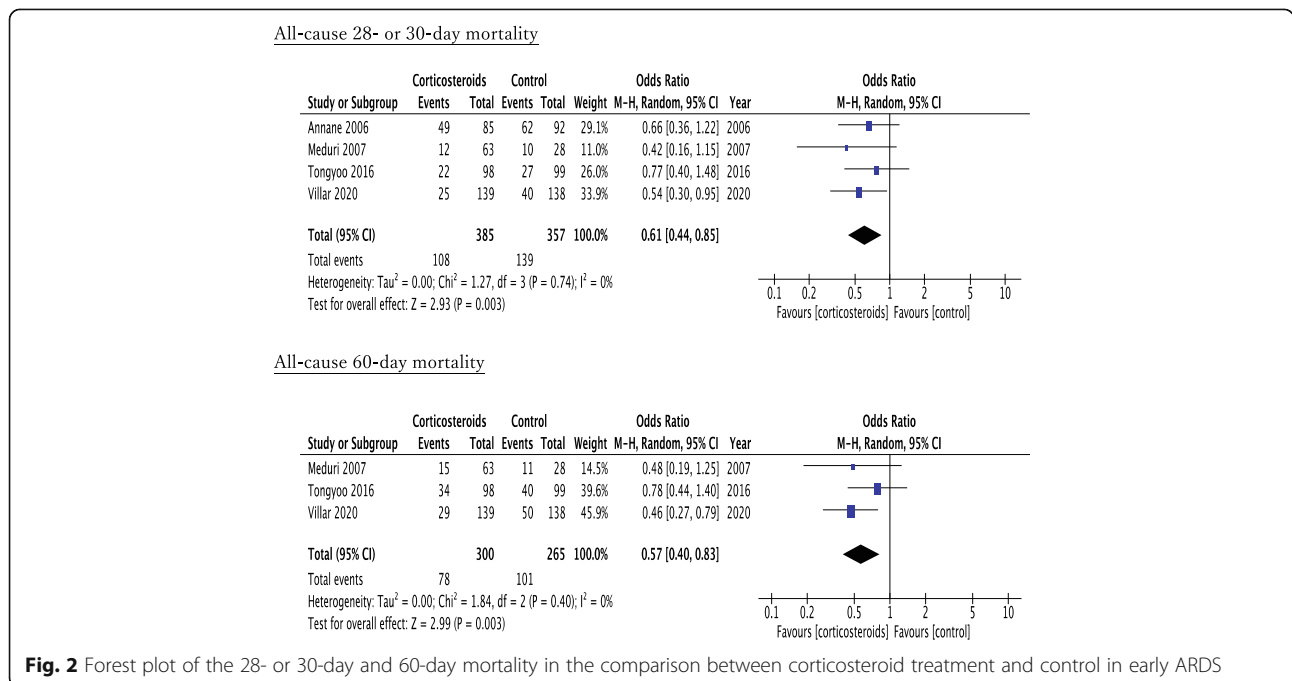 All-cause 28- or 30-day mortality
Corticosteroids Control Odds Ratio Odds Ratio
Study or Subgroup Events Total Events Total Weight M-H, Random, 95% CI Year M-H, Random, 95% CI
Annane 2006 49 85 62 92 29.1% 0.66 [0.36, 1.22] 2006
Meduri 2007 12 63 10 28 11.0% 0.42 [0.16, 1.15] 2007
Tongyoo 2016 22 98 27 99 26.0% 0.77 [0.40, 1.48] 2016
Villar 2020 25 139 40 138 33.9% 0.54 [0.30, 0.95] 2020
Total (95% CI) 385 357 100.0% 0.61 [0.44, 0.85]
Total events 108 139
Heterogeneity: Tau² = 0.00; Chi² = 1.27, df = 3 (P = 0.74); I² = 0%
Test for overall effect: Z = 2.93 (P = 0.003)
0.1 0.2 0.5 1 2 5 10
Favours [corticosteroids] Favours [control]
All-cause 60-day mortality
Corticosteroids Control Odds Ratio Odds Ratio
Study or Subgroup Events Total Events Total Weight M-H, Random, 95% CI Year M-H, Random, 95% CI
Meduri 2007 15 63 11 28 14.5% 0.48 [0.19, 1.25] 2007
Tongyoo 2016 34 98 40 99 39.6% 0.78 [0.44, 1.40] 2016
Villar 2020 29 139 50 138 45.9% 0.46 [0.27, 0.79] 2020
Total (95% CI) 300 265 100.0% 0.57 [0.40, 0.83]
Total events 78 101
Heterogeneity: Tau² = 0.00; Chi² = 1.84, df = 2 (P = 0.40); I² = 0%
Test for overall effect: Z = 2.99 (P = 0.003)
0.1 0.2 0.5 1 2 5 10
Favours [corticosteroids] Favours [control]
Fig. 2 Forest plot of the 28- or 30-day and 60-day mortality in the comparison between corticosteroid treatment and control in early ARDS